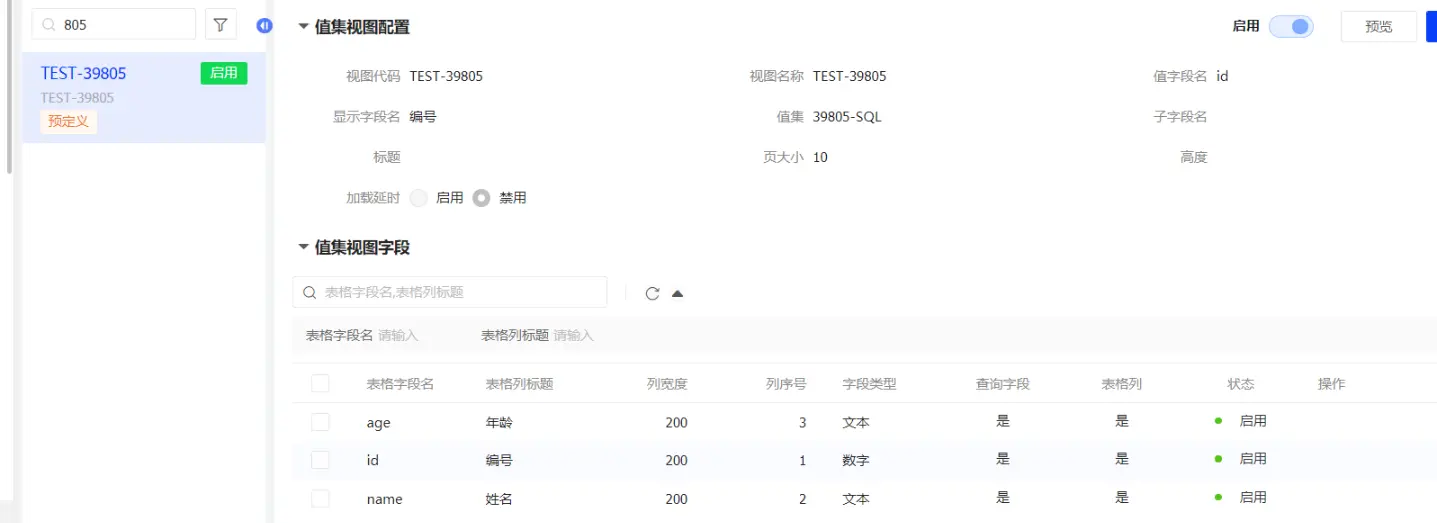 805
TEST-39805 启用
TEST-39805
预定义
值集视图配置 启用 预览
视图代码 TEST-39805 视图名称 TEST-39805 值字段名 id
显示字段名 编号 值集 39805-SQL 子字段名
标题 页大小 10 高度
加载延时 启用 禁用
值集视图字段
表格字段名,表格列标题
表格字段名 请输入 表格列标题 请输入
表格字段名 表格列标题 列宽度 列序号 字段类型 查询字段 表格列 状态 操作
age 年龄 200 3 文本 是 是 启用
id 编号 200 1 数字 是 是 启用
name 姓名 200 2 文本 是 是 启用